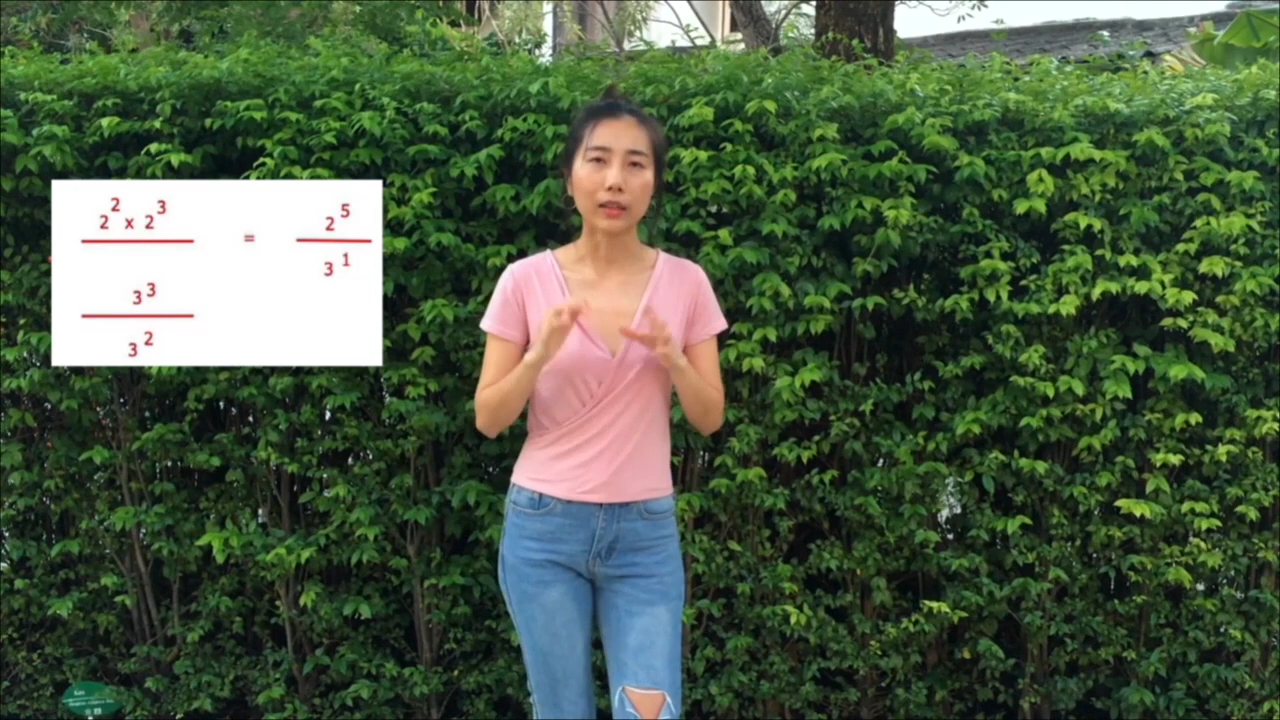 2² x 2³ = 2⁵
3³ 3¹
3²